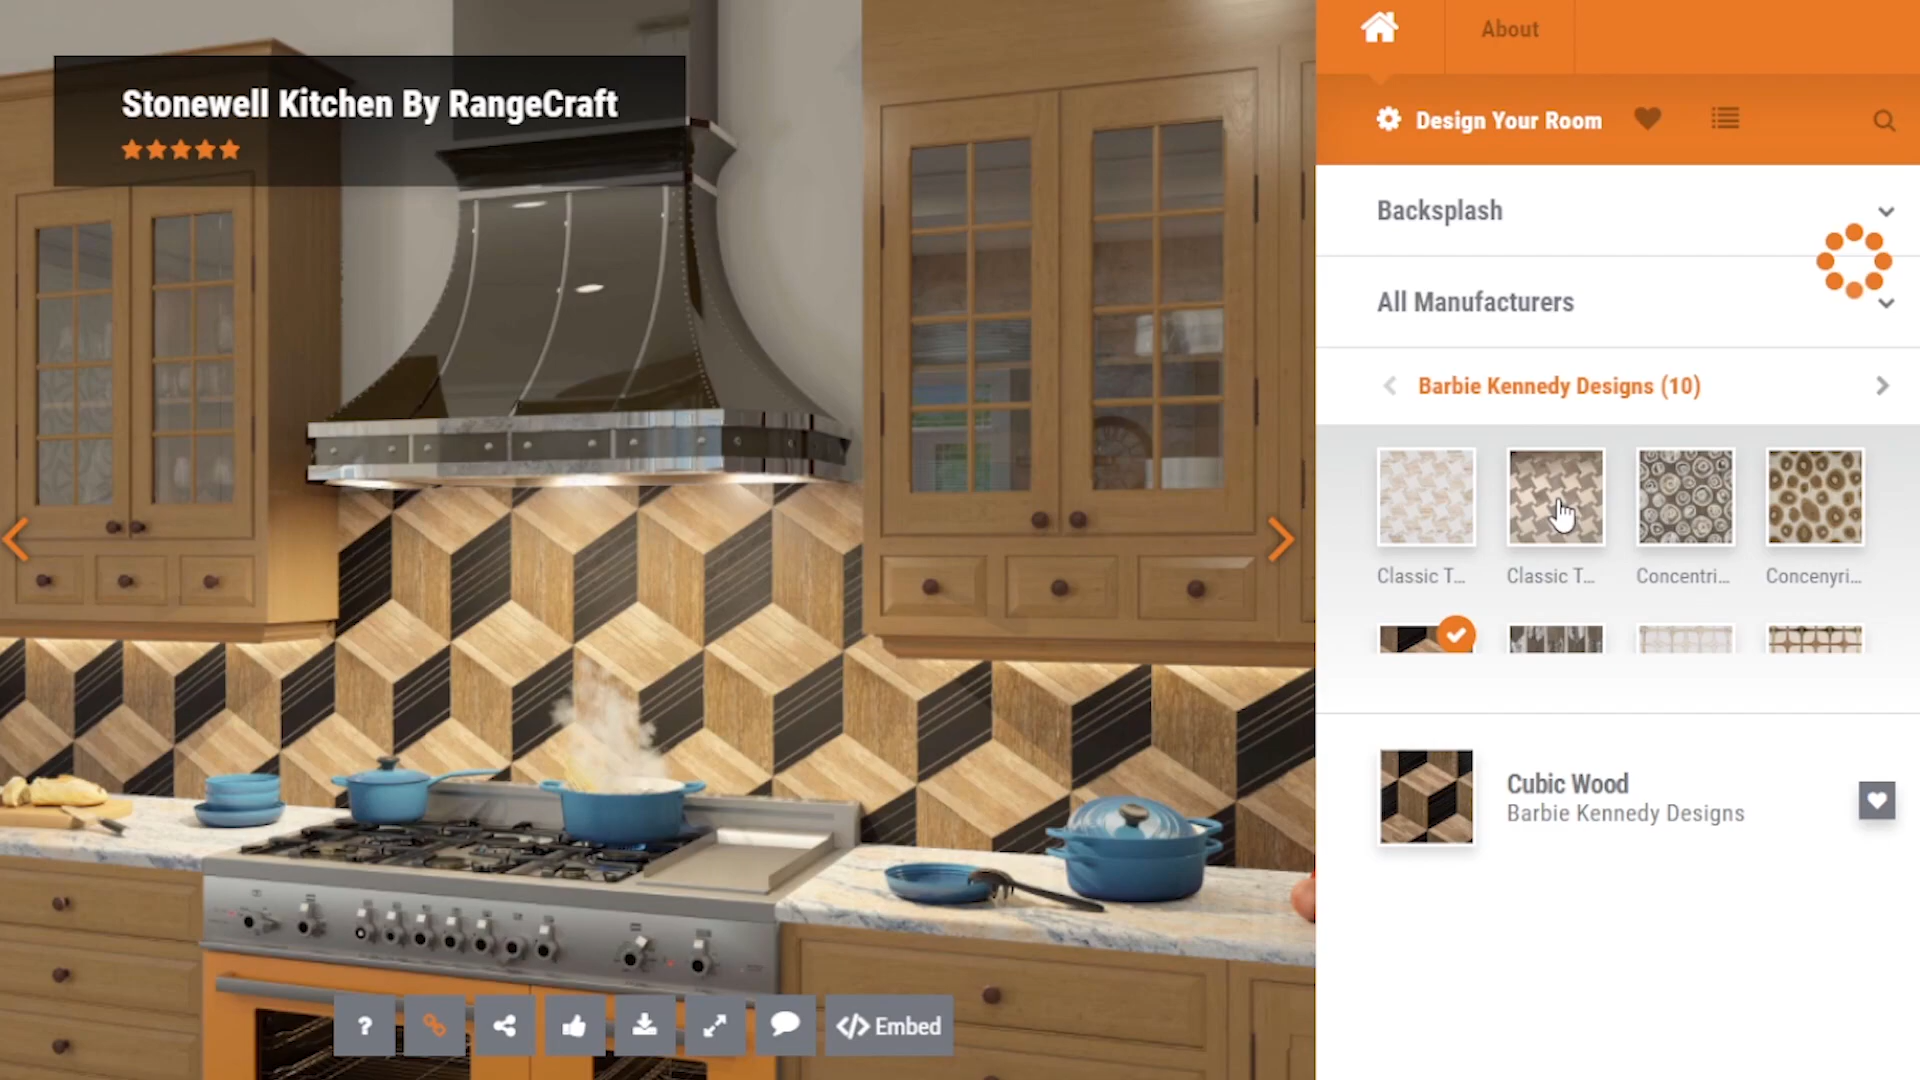 Stonewell Kitchen By RangeCraft
About
Design Your Room
Backsplash
All Manufacturers
Barbie Kennedy Designs (10)
Classic T...
Classic T...
Concentri...
Concenyri...
Cubic Wood
Barbie Kennedy Designs
?
</> Embed